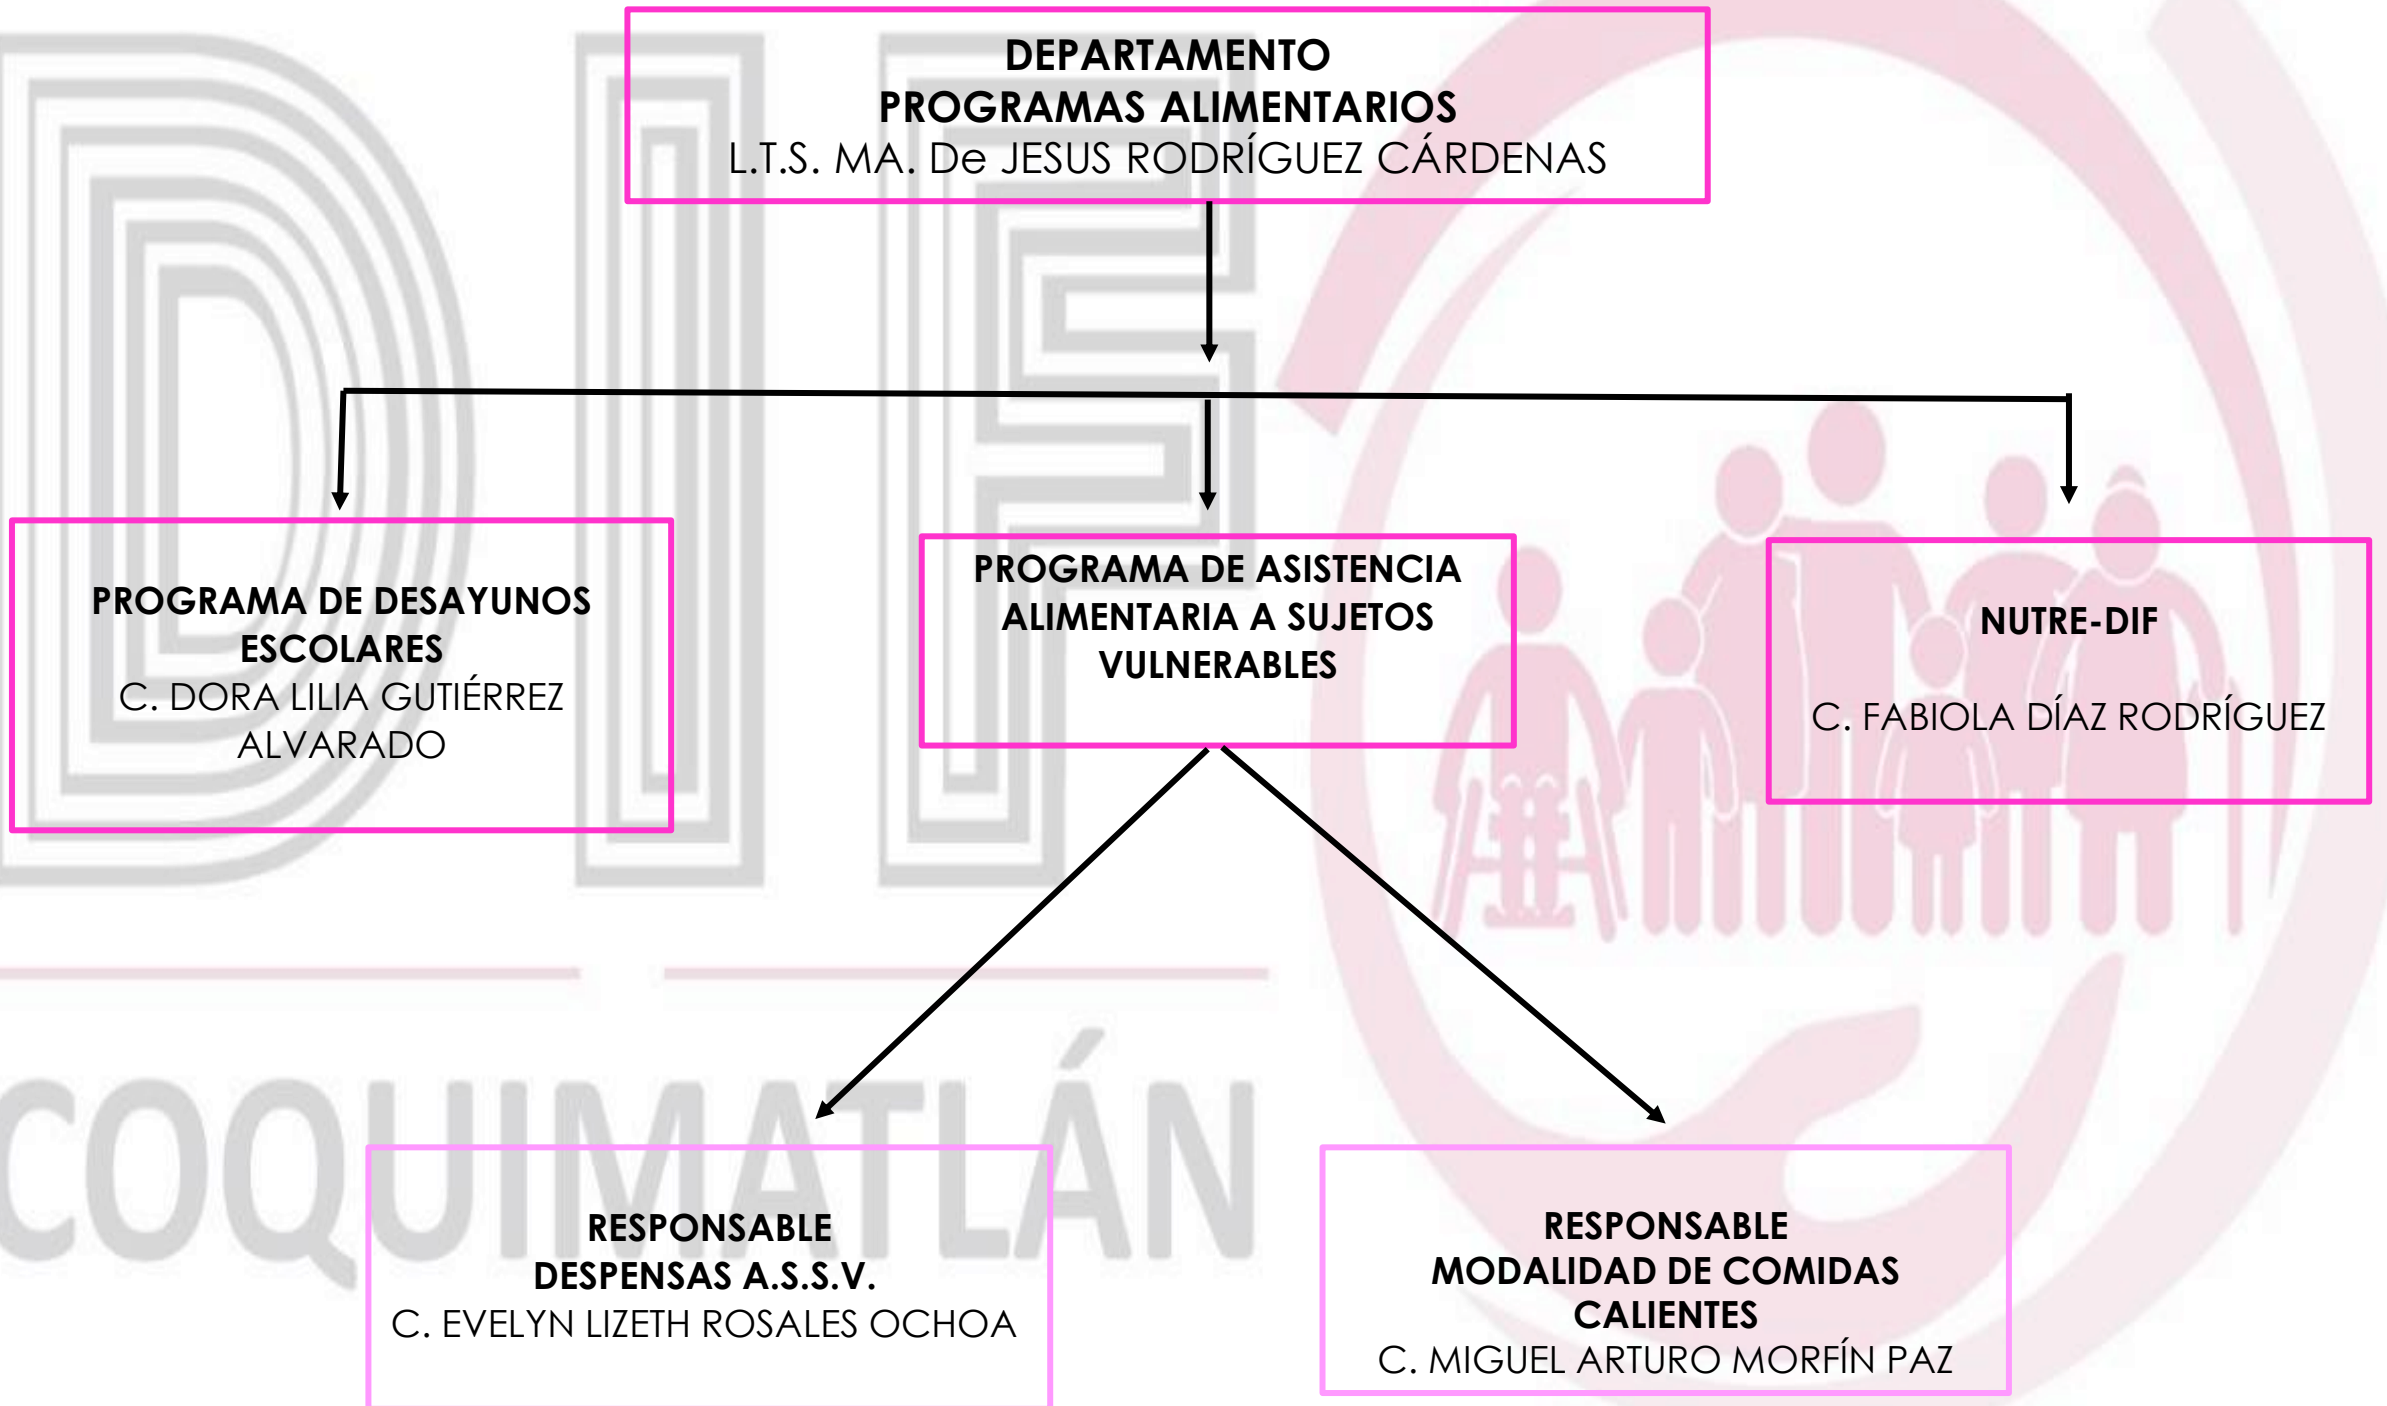 DEPARTAMENTO
PROGRAMAS ALIMENTARIOS
L.T.S. MA. De JESUS RODRÍGUEZ CÁRDENAS
PROGRAMA DE DESAYUNOS
ESCOLARES
C. DORA LILIA GUTIÉRREZ
ALVARADO
PROGRAMA DE ASISTENCIA
ALIMENTARIA A SUJETOS
VULNERABLES
NUTRE-DIF
C. FABIOLA DÍAZ RODRÍGUEZ
RESPONSABLE
DESPENSAS A.S.S.V.
C. EVELYN LIZETH ROSALES OCHOA
RESPONSABLE
MODALIDAD DE COMIDAS
CALIENTES
C. MIGUEL ARTURO MORFÍN PAZ
DIF
COQUIMATLÁN